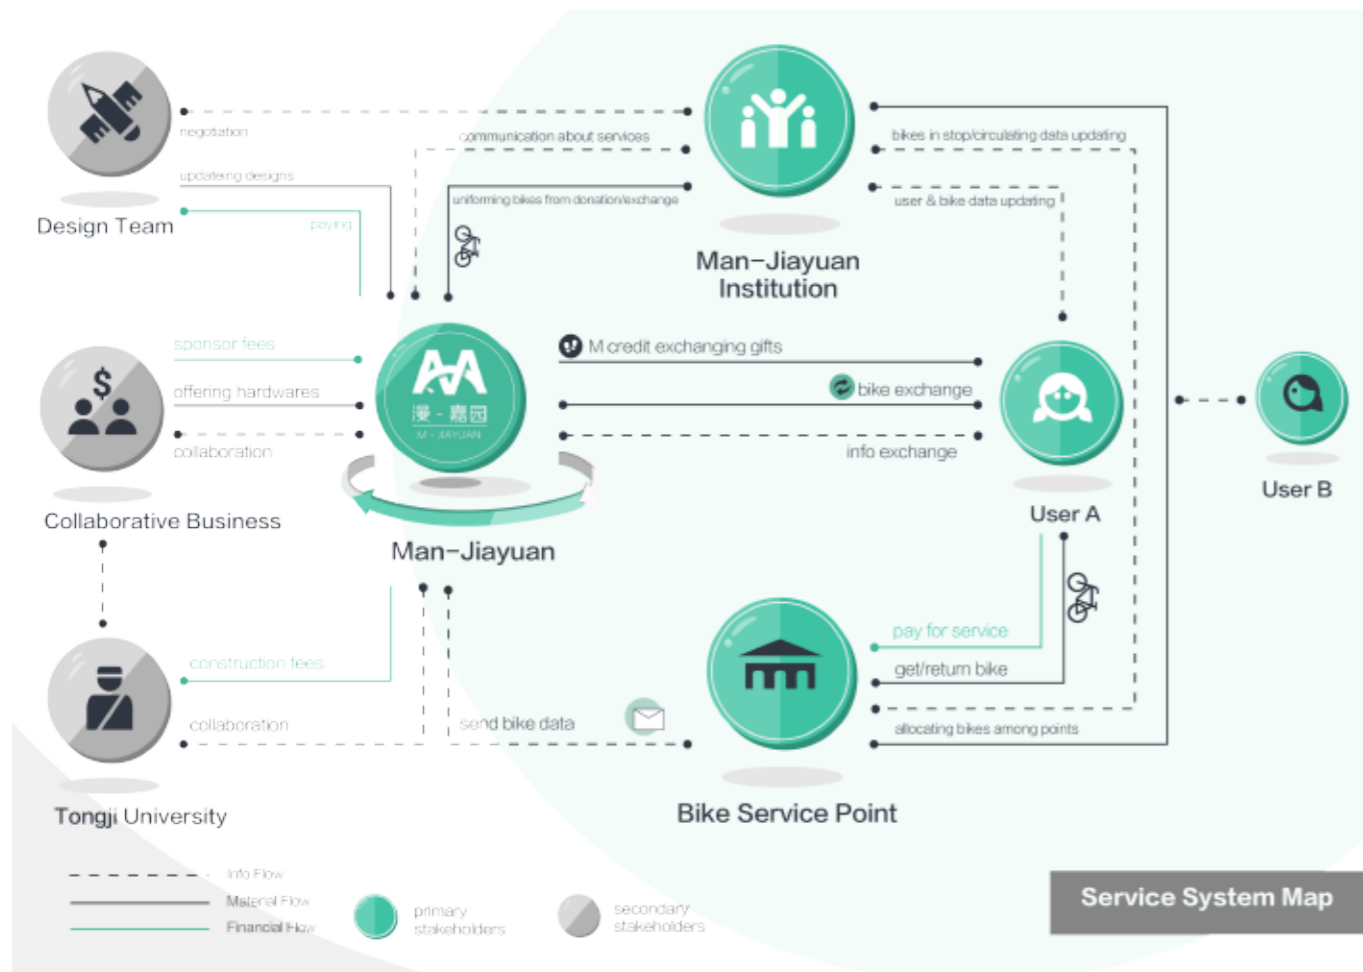 negotiation
updateing designs
paying
Design Team
communication about services
uniforming bikes from donation/exchange
Man-Jiayuan
Institution
bikes in stop/circulating data updating
user & bike data updating
sponsor fees
offering hardwares
collaboration
Collaborative Business
漫-嘉园
M - JIAYUAN
Man-Jiayuan
M credit exchanging gifts
bike exchange
info exchange
User A
User B
construction fees
collaboration
Tongji University
send bike data
pay for service
get/return bike
allocating bikes among points
Bike Service Point
Info Flow
Material Flow
Financial Flow
primary
stakeholders
secondary
stakeholders
Service System Map